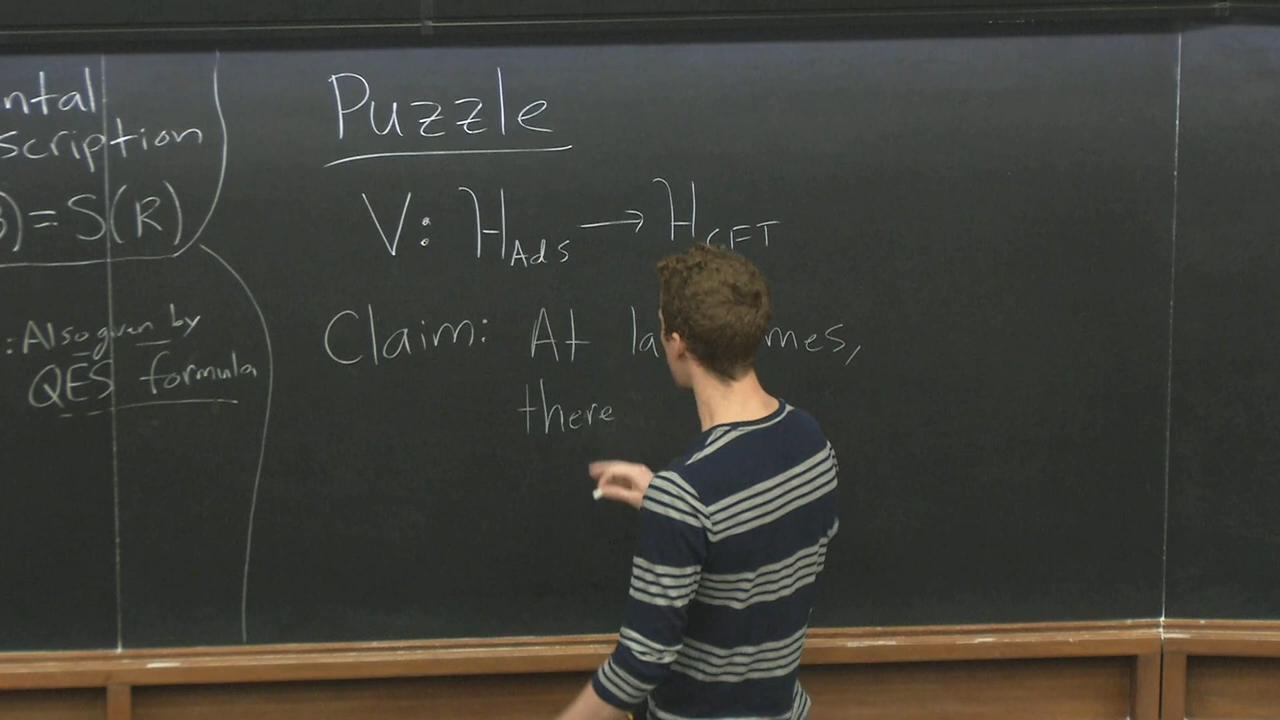 ntal
scription
)=S(R)
:Also given by
QES formula
Puzzle
V: H_AdS → H_CFT
Claim: At la mes,
there